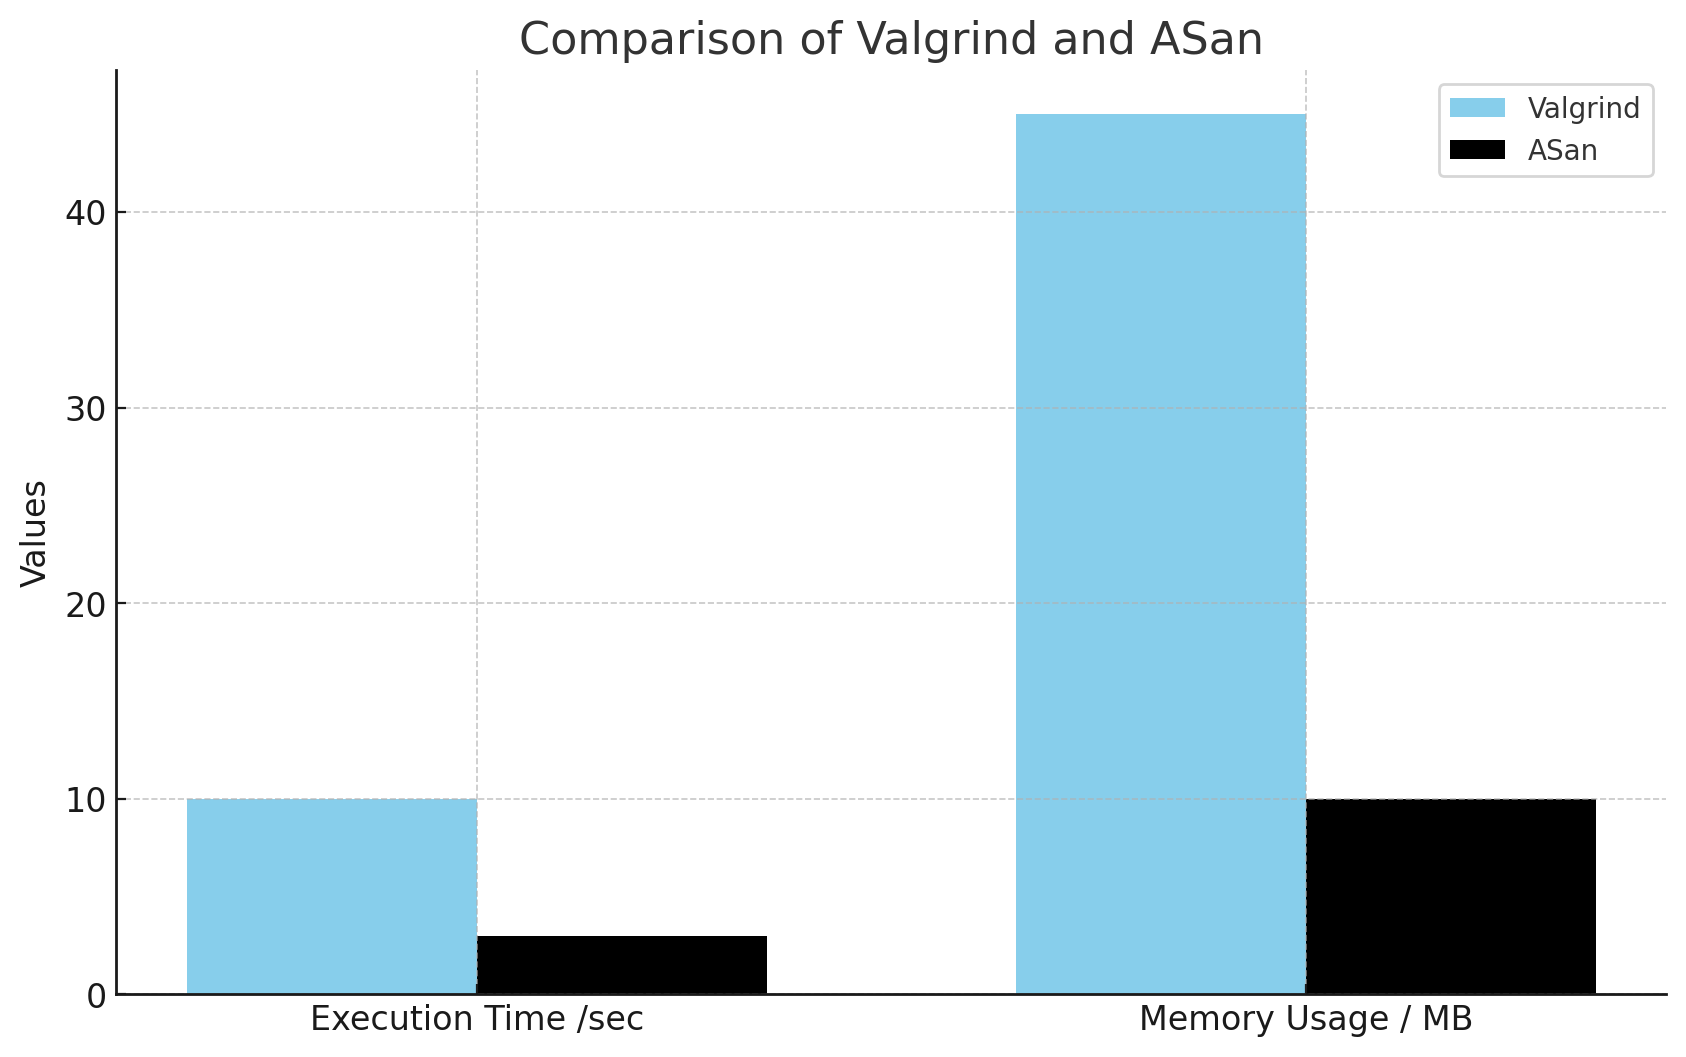 Comparison of Valgrind and ASan
Valgrind
ASan
Values
40
30
20
10
0
Execution Time /sec
Memory Usage / MB